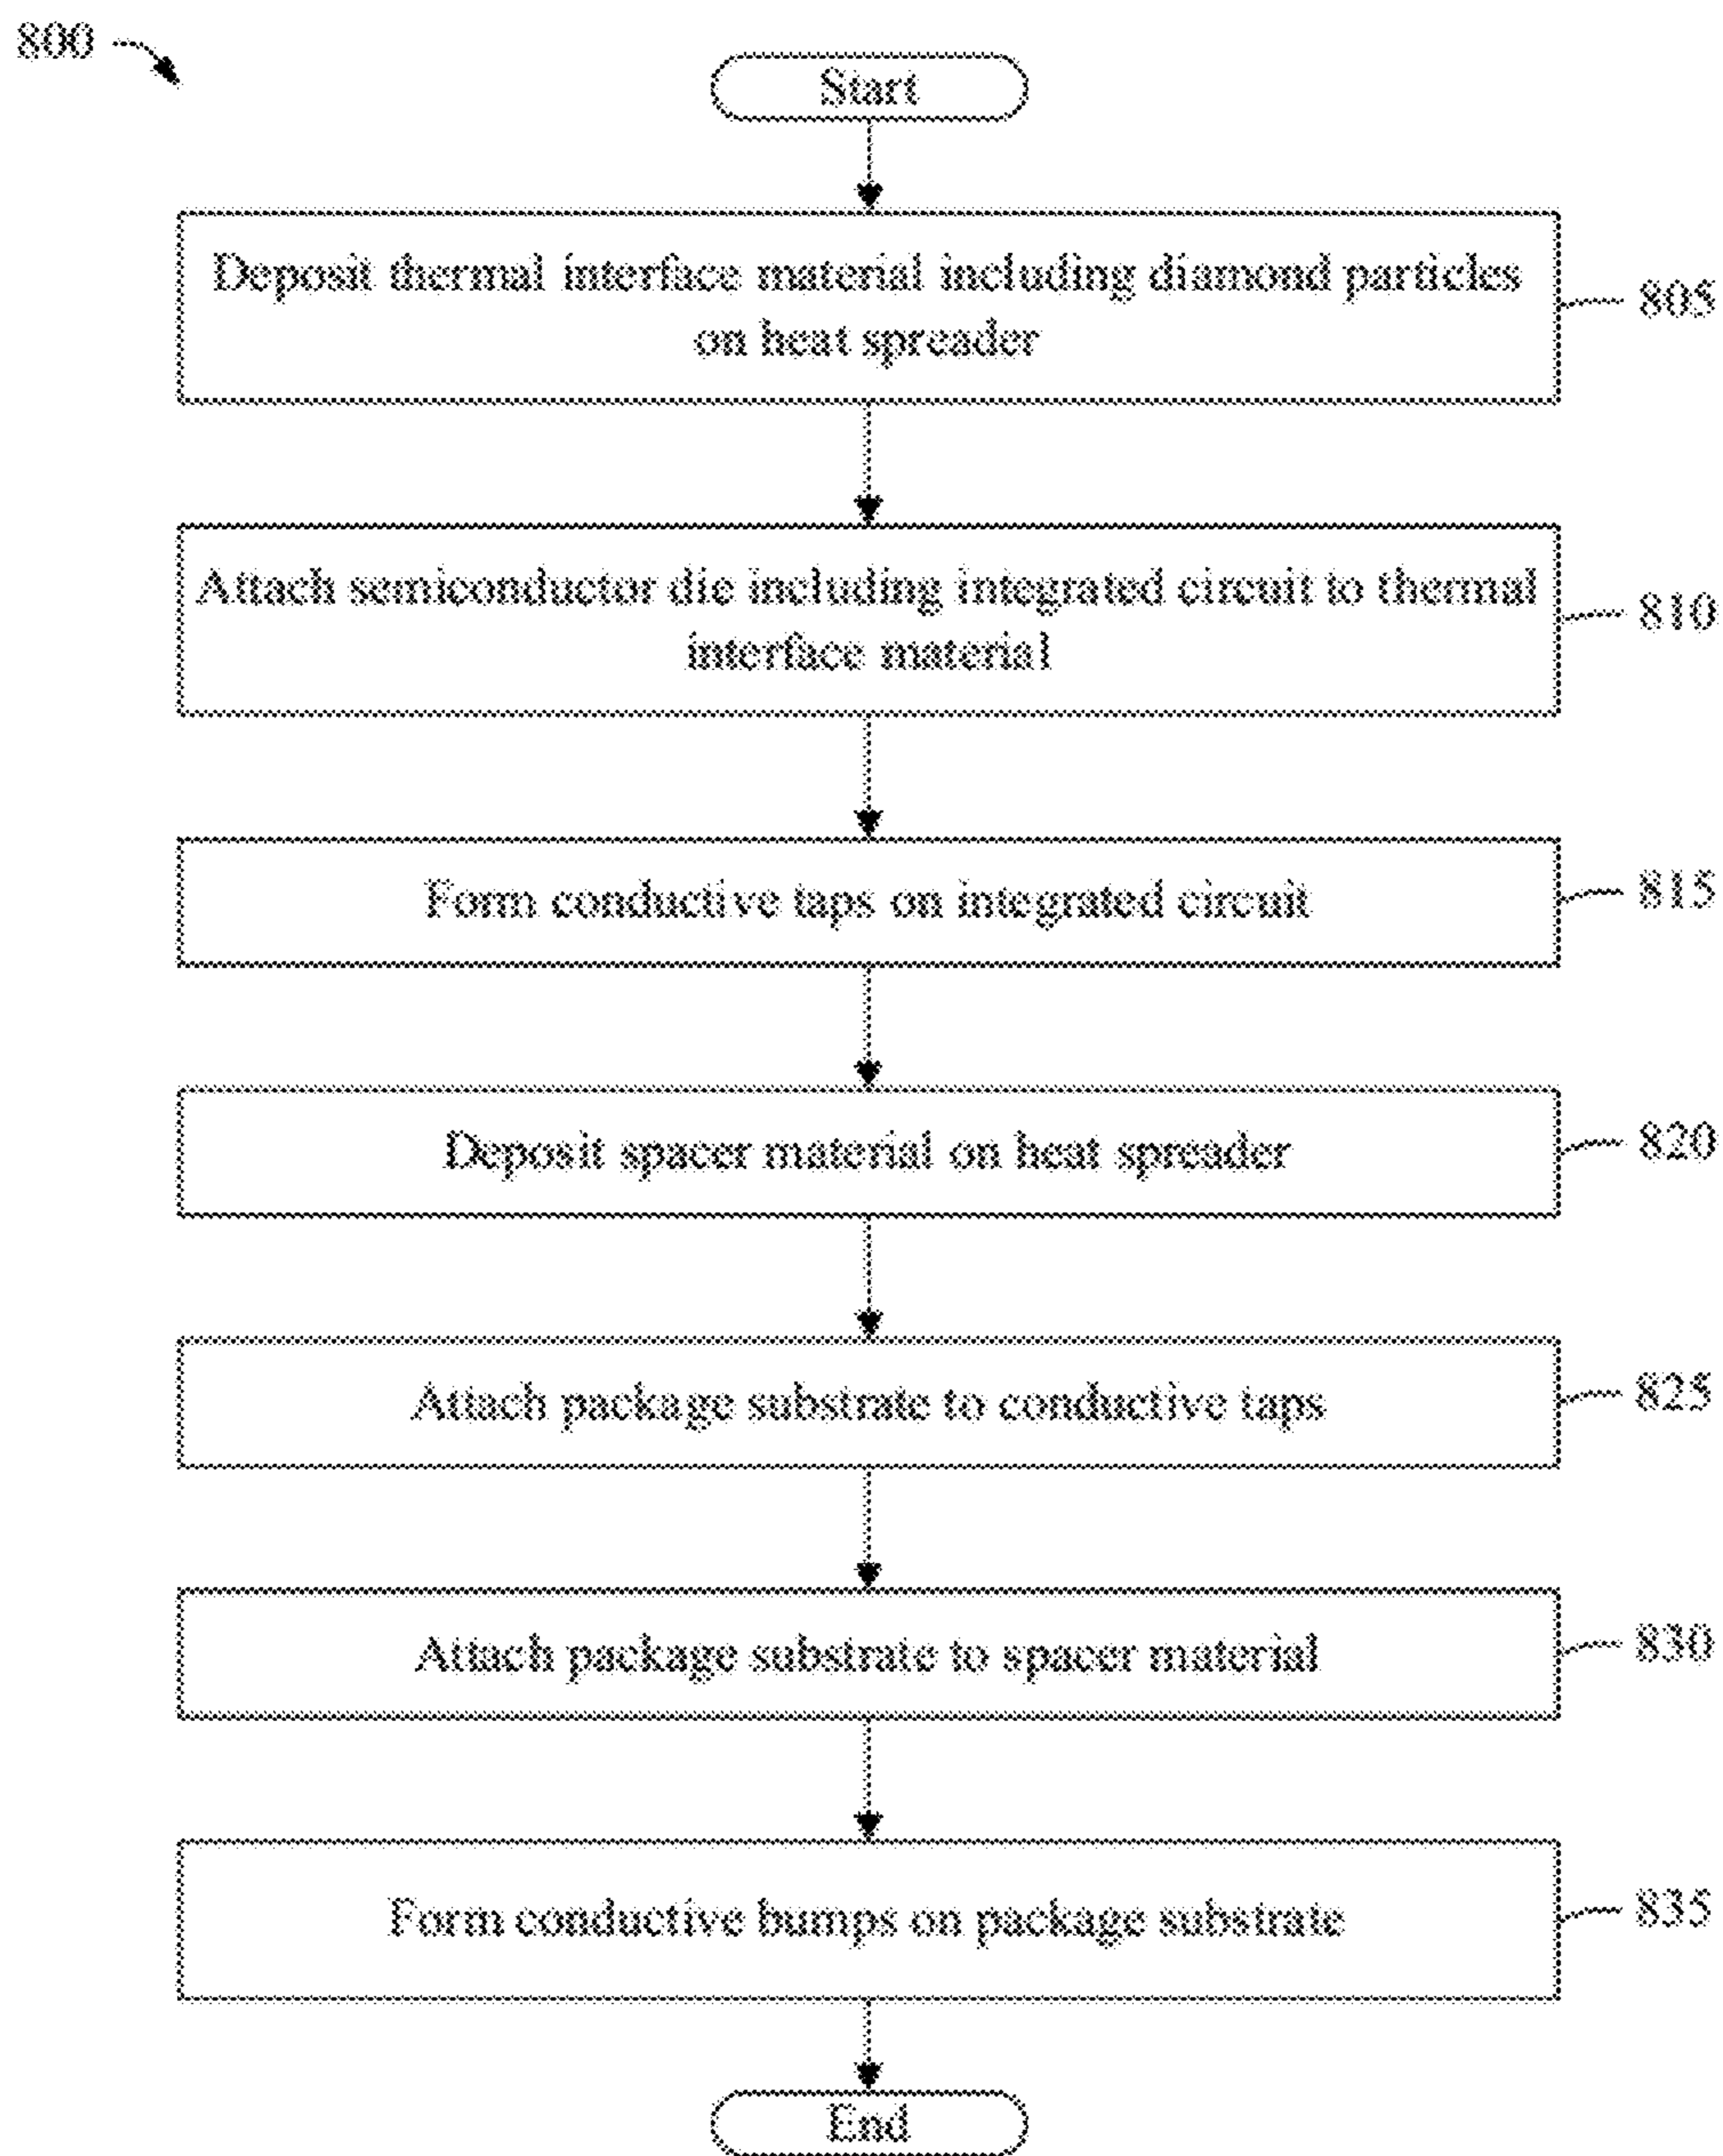 800
Start
Deposit thermal interface material including diamond particles
on heat spreader
805
Attach semiconductor die including integrated circuit to thermal
interface material
810
Form conductive taps on integrated circuit
815
Deposit spacer material on heat spreader
820
Attach package substrate to conductive taps
825
Attach package substrate to spacer material
830
Form conductive bumps on package substrate
835
End